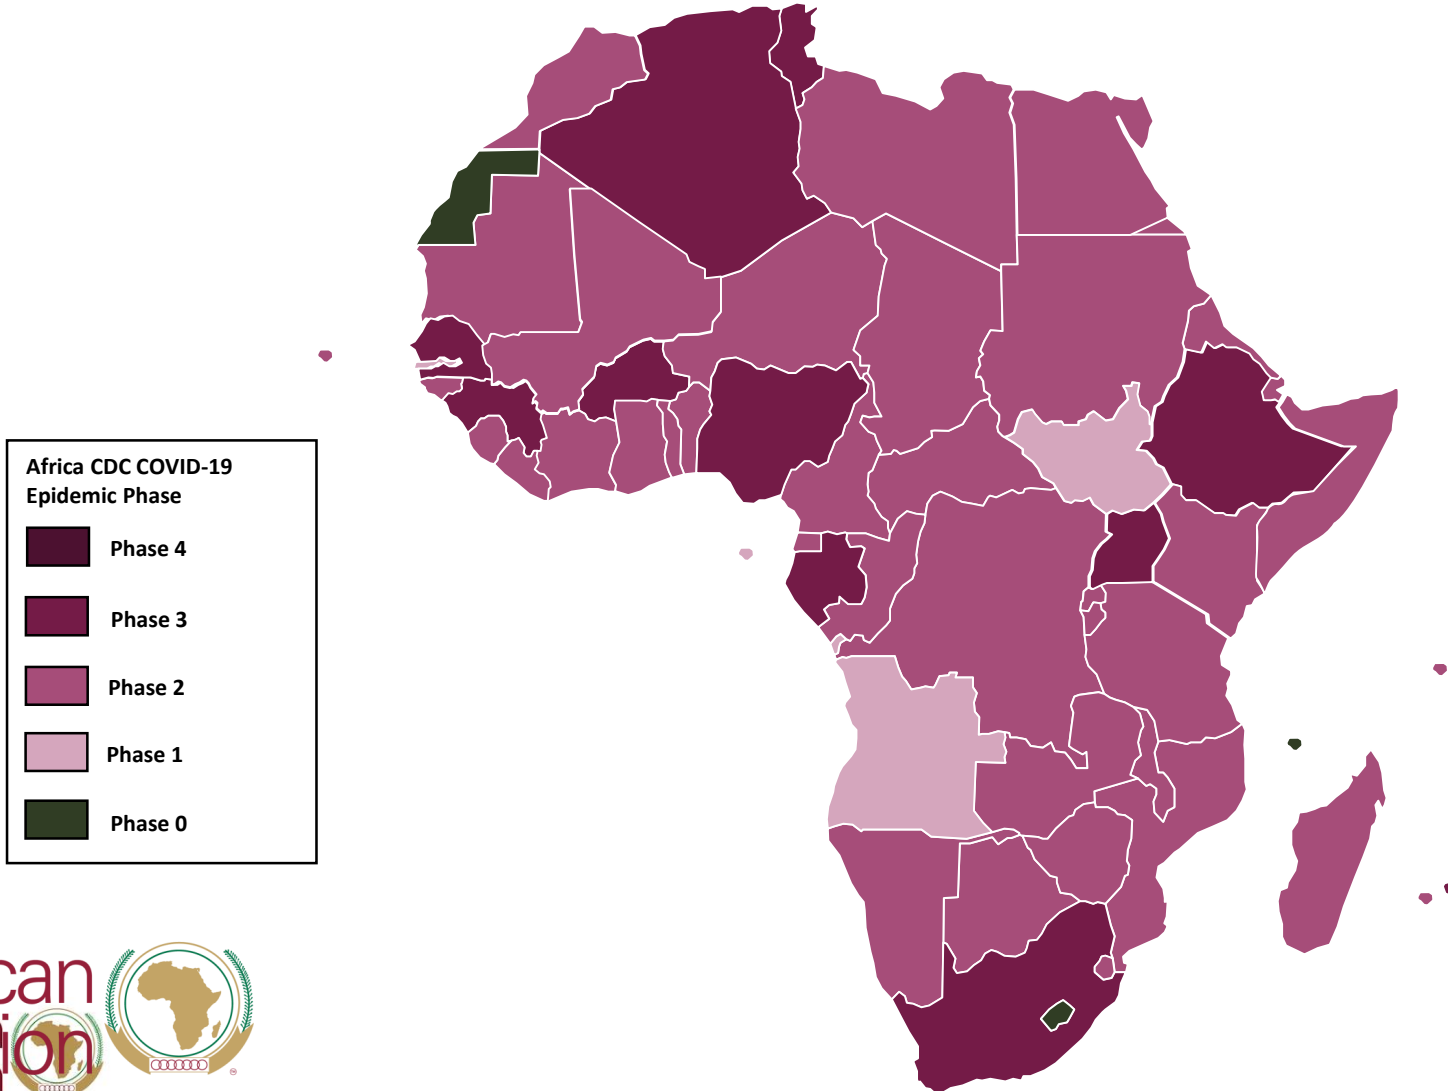 Africa CDC COVID-19
Epidemic Phase
Phase 4
Phase 3
Phase 2
Phase 1
Phase 0
can
ion